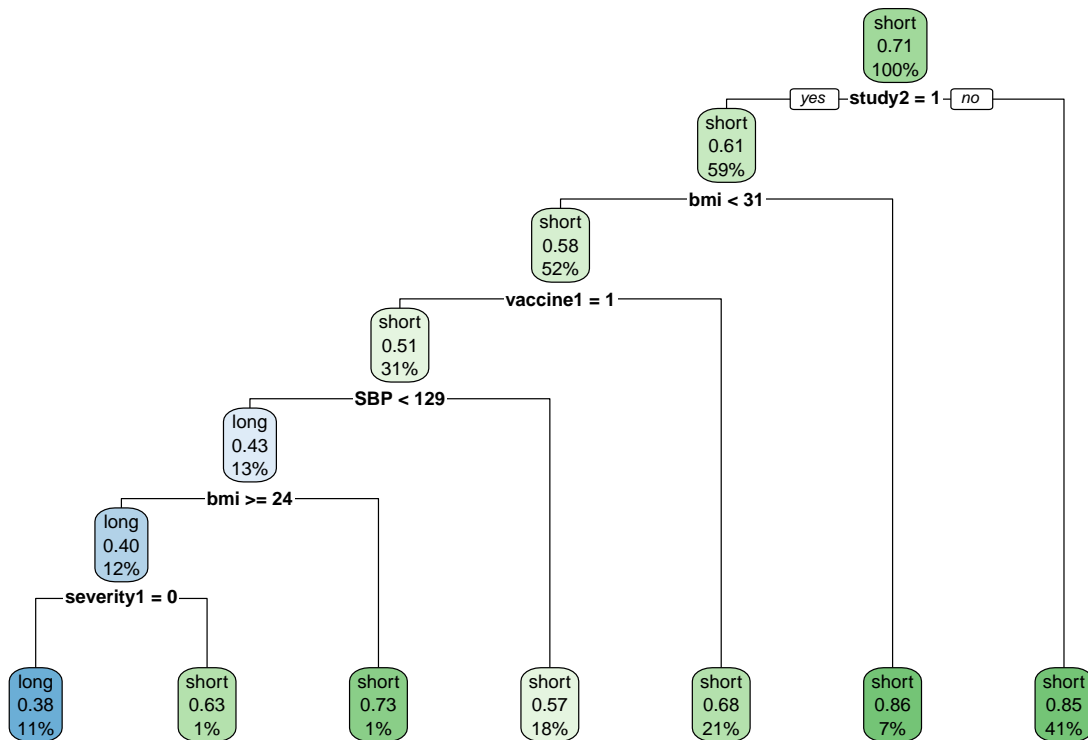 short
0.71
100%
yes study2 = 1 no
short
0.61
59%
bmi < 31
short
0.58
52%
vaccine1 = 1
short
0.51
31%
SBP < 129
long
0.43
13%
bmi >= 24
long
0.40
12%
severity1 = 0
long
0.38
11%
short
0.63
1%
short
0.73
1%
short
0.57
18%
short
0.68
21%
short
0.86
7%
short
0.85
41%